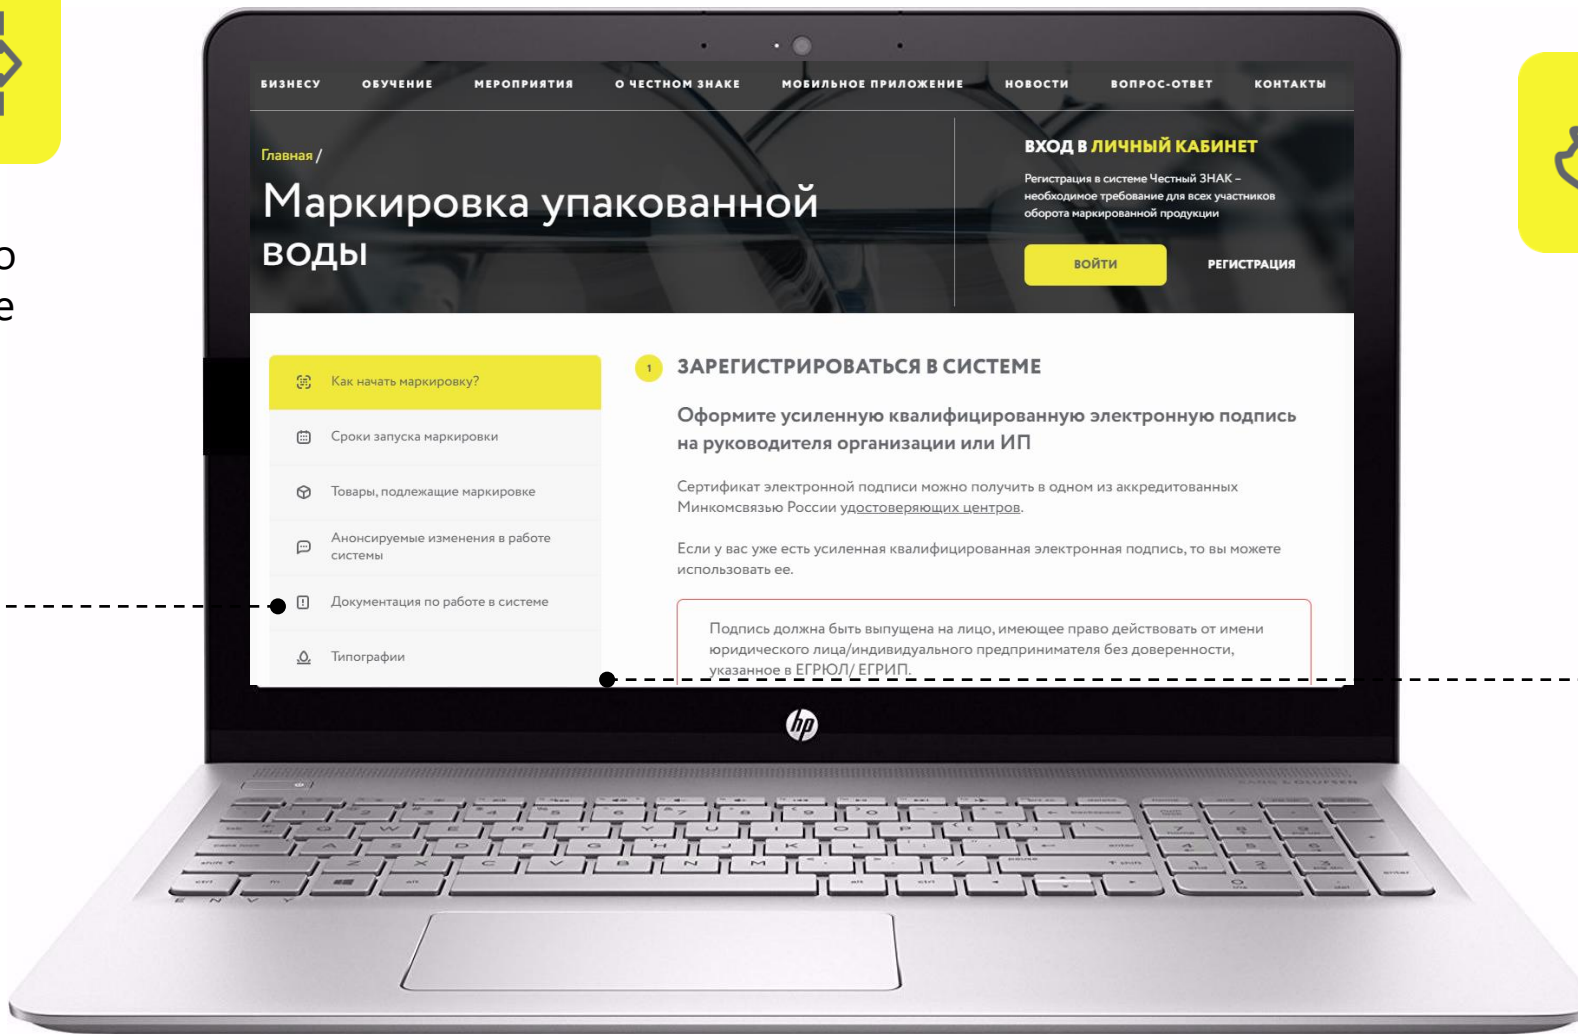 БИЗНЕСУ ОБУЧЕНИЕ МЕРОПРИЯТИЯ О ЧЕСТНОМ ЗНАКЕ МОБИЛЬНОЕ ПРИЛОЖЕНИЕ НОВОСТИ ВОПРОС-ОТВЕТ КОНТАКТЫ
Главная /
Маркировка упакованной
воды
ВХОД В ЛИЧНЫЙ КАБИНЕТ
Регистрация в системе Честный ЗНАК –
необходимое требование для всех участников
оборота маркированной продукции
ВОЙТИ РЕГИСТРАЦИЯ
о
е
Как начать маркировку?
Сроки запуска маркировки
Товары, подлежащие маркировке
Анонсируемые изменения в работе
системы
Документация по работе в системе
Типографии
1 ЗАРЕГИСТРИРОВАТЬСЯ В СИСТЕМЕ
Оформите усиленную квалифицированную электронную подпись
на руководителя организации или ИП
Сертификат электронной подписи можно получить в одном из аккредитованных
Минкомсвязью России удостоверяющих центров.
Если у вас уже есть усиленная квалифицированная электронная подпись, то вы можете
использовать ее.
Подпись должна быть выпущена на лицо, имеющее право действовать от имени
юридического лица/индивидуального предпринимателя без доверенности,
указанное в ЕГРЮЛ/ ЕГРИП.
hp
Q W E R T Y U I O P
A S D F G H J K L
Z X C V B N M
ENVY